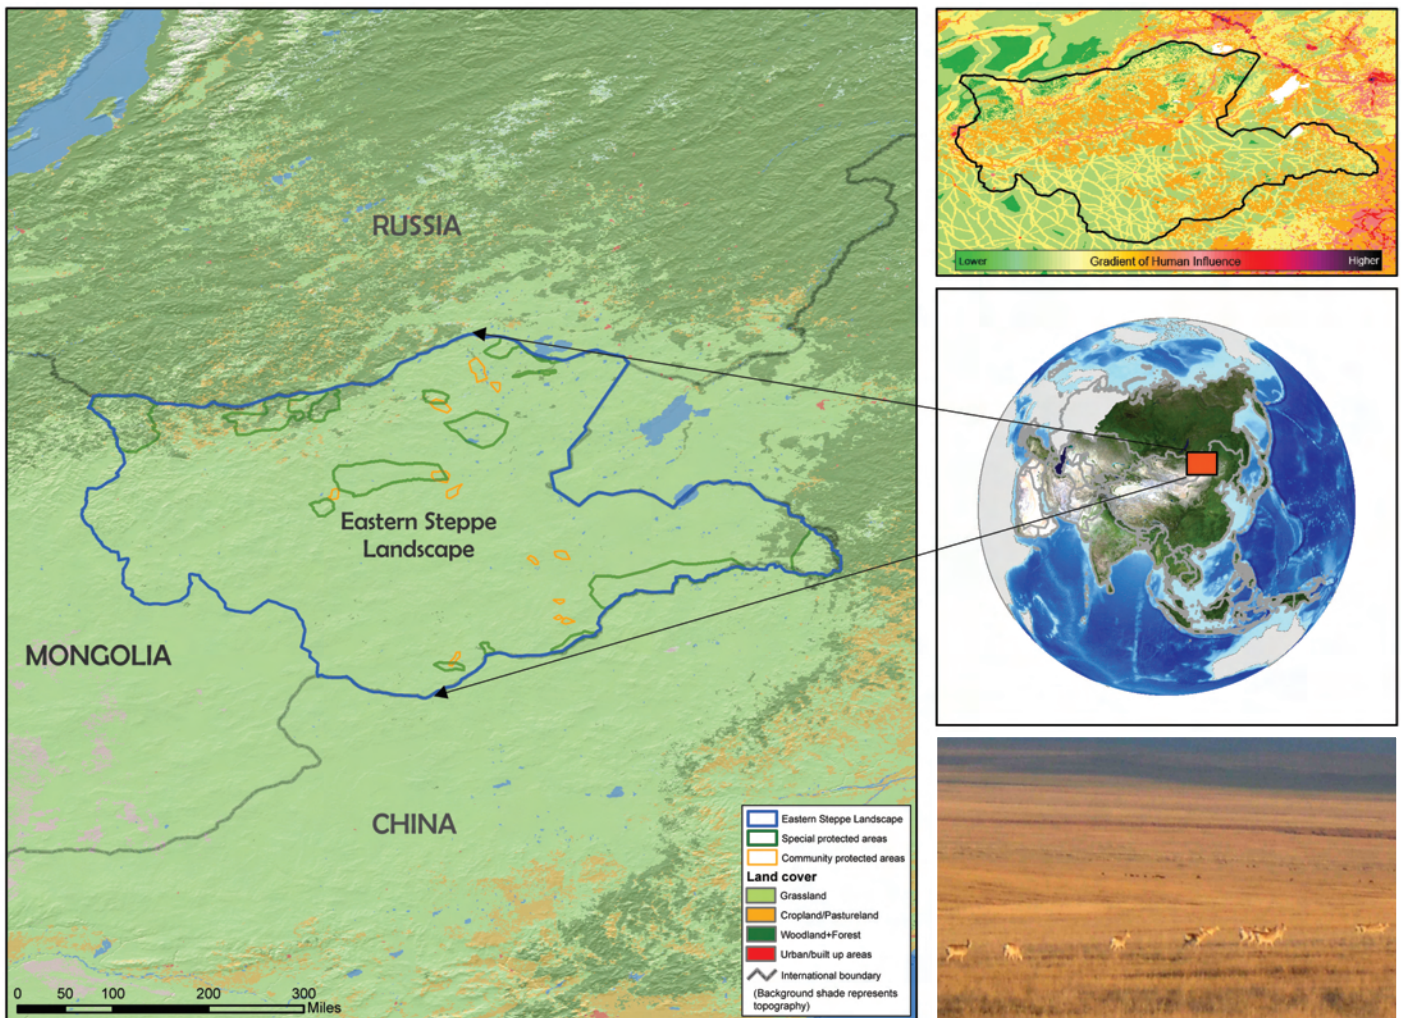 RUSSIA
Eastern Steppe
Landscape
MONGOLIA
CHINA
0 50 100 200 300
Miles
Eastern Steppe Landscape
Special protected areas
Community protected areas
Land cover
Grassland
Cropland/Pastureland
Woodland+Forest
Urban/built up areas
International boundary
(Background shade represents
topography)
Lower Gradient of Human Influence Higher